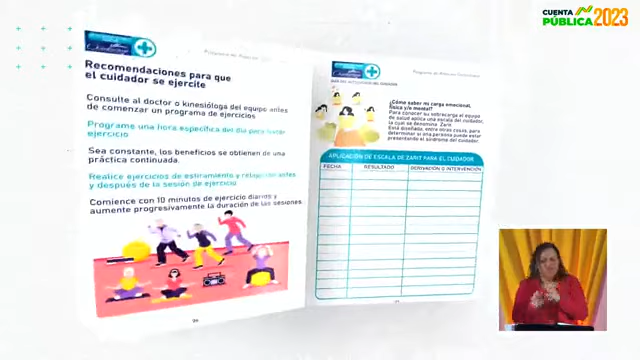 CUENTA
PÚBLICA 2023
Recomendaciones para que
el cuidador se ejercite
Consulte al doctor o kinesióloga del equipo antes
de comenzar un programa de ejercicios
Programe una hora específica del día para hacer
ejercicio
Sea constante, los beneficios se obtienen de una
práctica continuada.
Realice ejercicios de estiramiento y relajación antes
y después de la sesión de ejercicio
Comience con 10 minutos de ejercicio diarios y
aumente progresivamente la duración de las sesiones
¿Cómo saber mi carga emocional,
física y/o mental?
Para conocer su sobrecarga el equipo
de salud aplica una escala del cuidador,
la cual se denomina Zarit
Está diseñada, entre otras cosas, para
determinar si una persona puede estar
presentando el síndrome del cuidador.
APLICACIÓN DE ESCALA DE ZARIT PARA EL CUIDADOR
FECHA RESULTADO DERIVACIÓN O INTERVENCIÓN